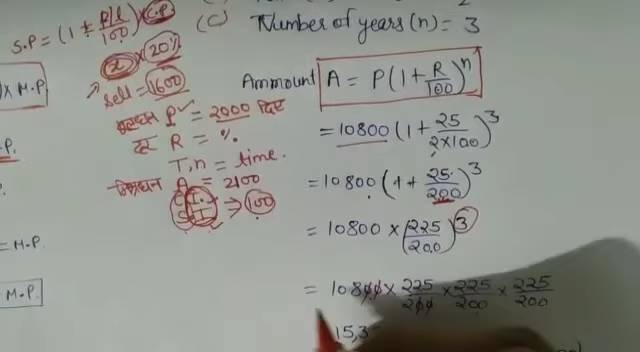 S.P = (1 ± P/l/100) × C.P.
(C) Number of years (n) = 3
20%
sell = 1600
× M.P.
Ammount A = P(1 + R/100)^n
P = 2000
दर R = %
T, n = time.
A = 2100
C.I.
S.I → 100
= 10800 (1 + 25/2×100)^3
= 10800 (1 + 25/200)^3
= 10800 × (225/200)^3
= 10800 × 225/200 × 225/200 × 225/200
15,3
= M.P.
M.P.